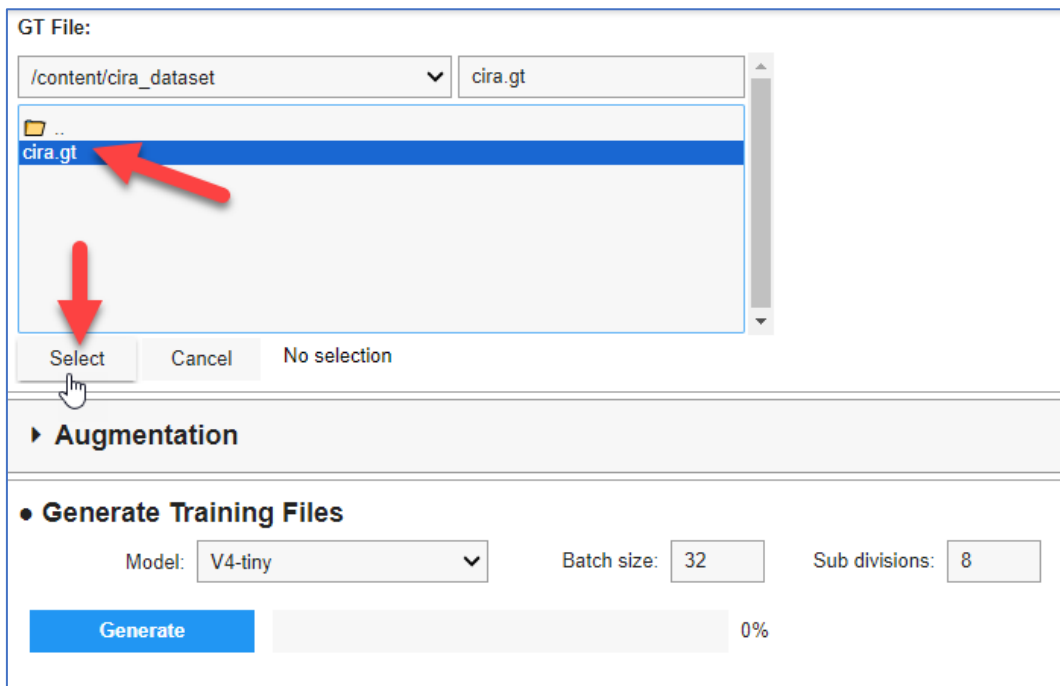 GT File:
/content/cira_dataset cira.gt
..
cira.gt
Select Cancel No selection
Augmentation
Generate Training Files
Model: V4-tiny Batch size: 32 Sub divisions: 8
Generate 0%